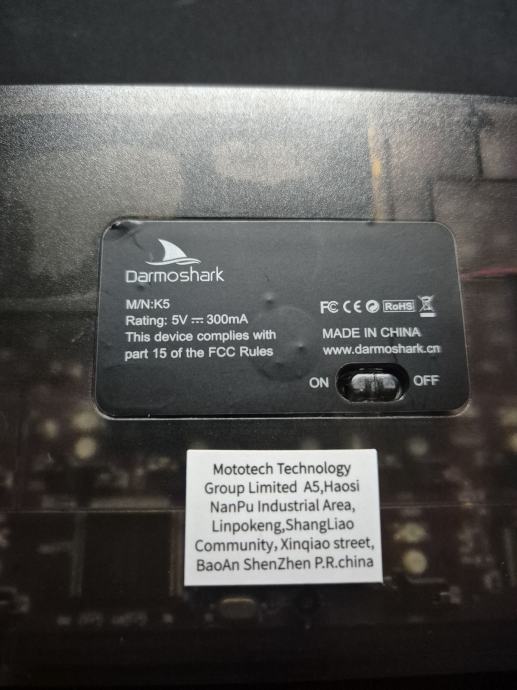 Darmoshark
M/N:K5
Rating: 5V ⎓ 300mA
This device complies with
part 15 of the FCC Rules
FC CE RoHS
MADE IN CHINA
www.darmoshark.cn
ON OFF
Mototech Technology
Group Limited A5,Haosi
NanPu Industrial Area,
Linpokeng,ShangLiao
Community, Xinqiao street,
BaoAn ShenZhen P.R.china